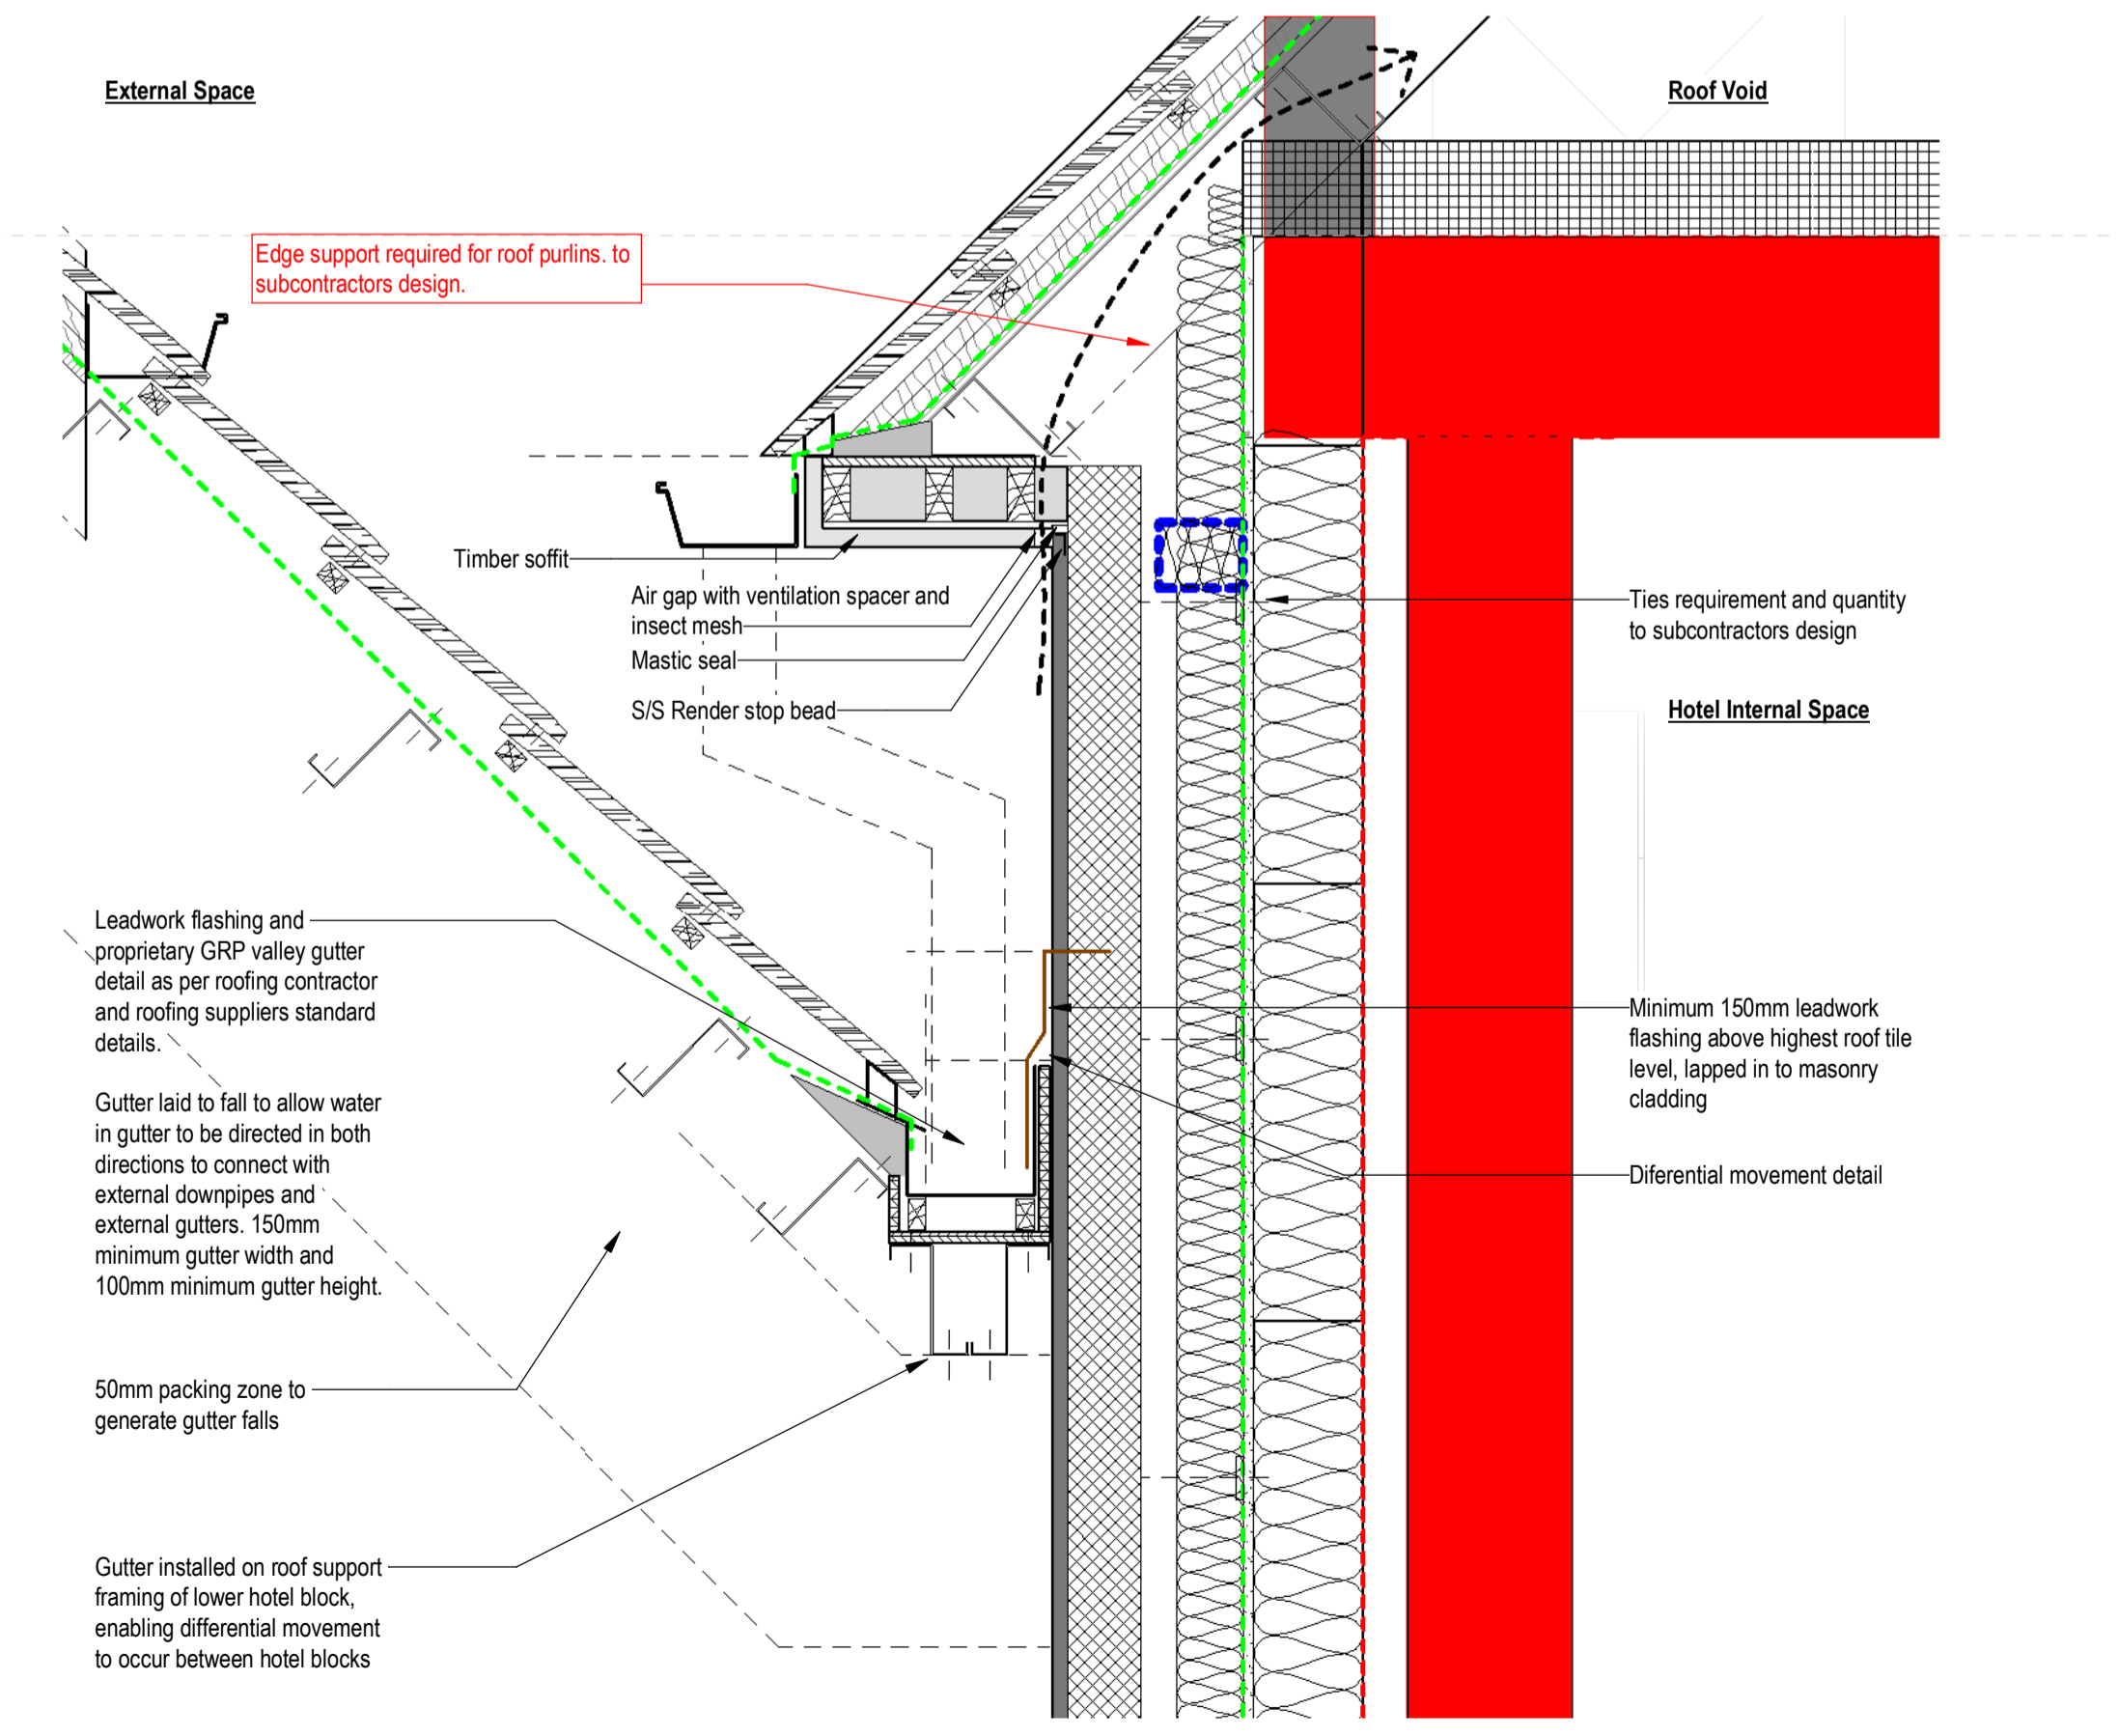 External Space
Roof Void
Edge support required for roof purlins. to
subcontractors design.
Timber soffit
Air gap with ventilation spacer and
insect mesh
Mastic seal
S/S Render stop bead
Ties requirement and quantity
to subcontractors design
Hotel Internal Space
Leadwork flashing and
proprietary GRP valley gutter
detail as per roofing contractor
and roofing suppliers standard
details.
Gutter laid to fall to allow water
in gutter to be directed in both
directions to connect with
external downpipes and
external gutters. 150mm
minimum gutter width and
100mm minimum gutter height.
Minimum 150mm leadwork
flashing above highest roof tile
level, lapped in to masonry
cladding
Diferential movement detail
50mm packing zone to
generate gutter falls
Gutter installed on roof support
framing of lower hotel block,
enabling differential movement
to occur between hotel blocks